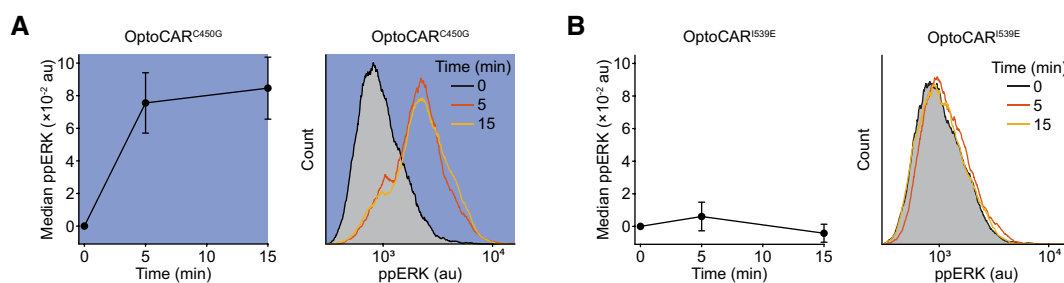 A
OptoCAR^C450G
Median ppERK (×10⁻² au)
10
8
6
4
2
0
0 5 10 15
Time (min)
OptoCAR^C450G
Time (min)
0
5
15
Count
10³ 10⁴
ppERK (au)
B
OptoCAR^I539E
Median ppERK (×10⁻² au)
10
8
6
4
2
0
0 5 10 15
Time (min)
OptoCAR^I539E
Time (min)
0
5
15
Count
10³ 10⁴
ppERK (au)